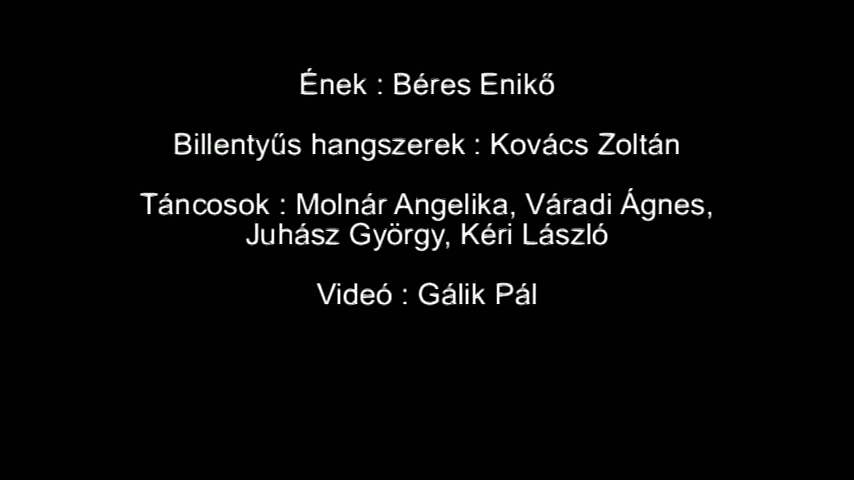 Ének : Béres Enikő
Billentyűs hangszerek : Kovács Zoltán
Táncosok : Molnár Angelika, Váradi Ágnes,
Juhász György, Kéri László
Videó : Gálik Pál